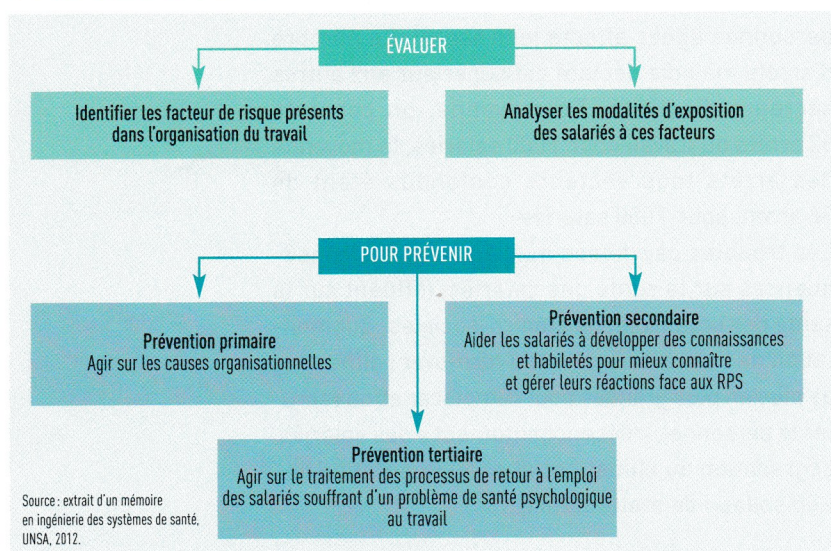 ÉVALUER
Identifier les facteur de risque présents
dans l'organisation du travail
Analyser les modalités d'exposition
des salariés à ces facteurs
POUR PRÉVENIR
Prévention primaire
Agir sur les causes organisationnelles
Prévention secondaire
Aider les salariés à développer des connaissances
et habiletés pour mieux connaître
et gérer leurs réactions face aux RPS
Prévention tertiaire
Agir sur le traitement des processus de retour à l'emploi
des salariés souffrant d'un problème de santé psychologique
au travail
Source : extrait d'un mémoire
en ingénierie des systèmes de santé,
UNSA, 2012.